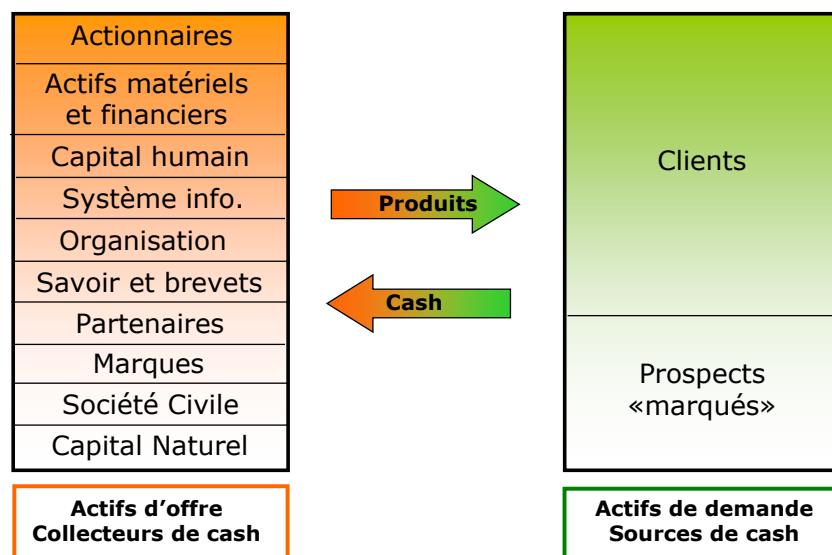 Actionnaires
Actifs matériels
et financiers
Capital humain
Système info.
Organisation
Savoir et brevets
Partenaires
Marques
Société Civile
Capital Naturel
Actifs d’offre
Collecteurs de cash
Produits
Cash
Clients
Prospects
«marqués»
Actifs de demande
Sources de cash